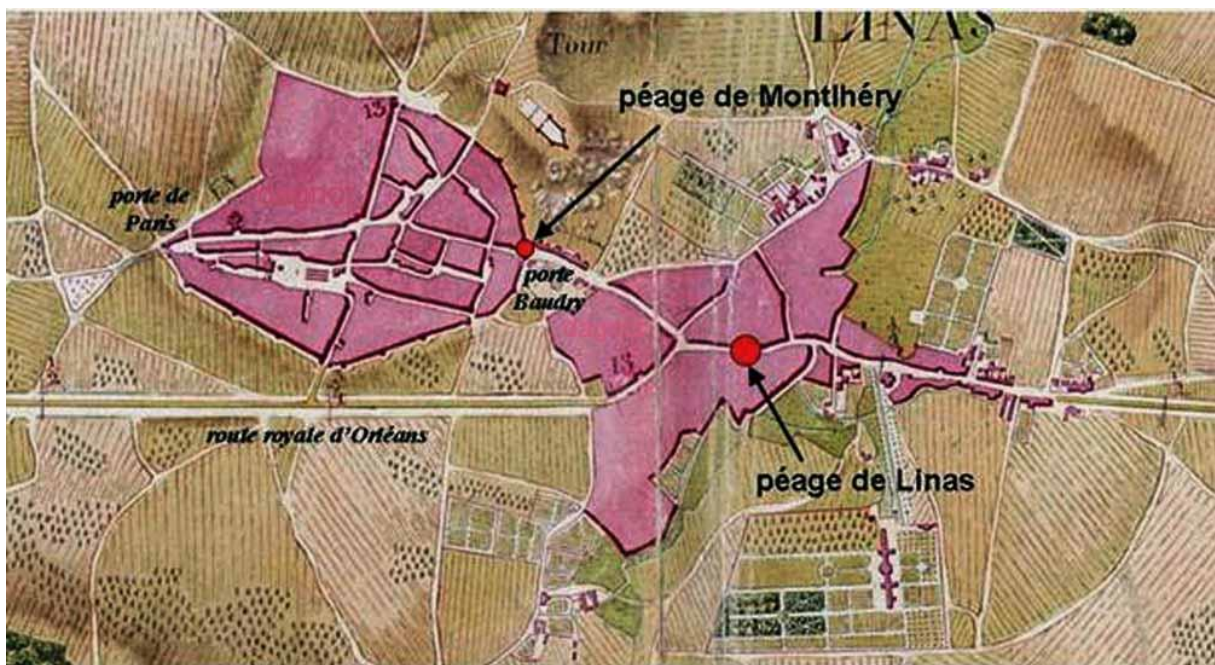 LINAS
Tour
péage de Montlhéry
13
porte de
Paris
porte
Baudry
13
route royale d'Orléans
péage de Linas